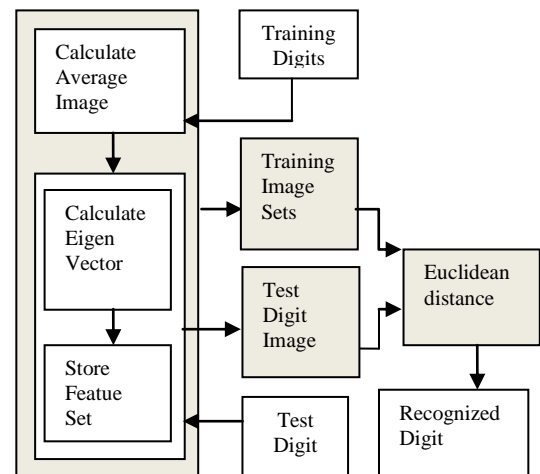 Calculate
Average
Image
Training
Digits
Calculate
Eigen
Vector
Training
Image
Sets
Euclidean
distance
Test
Digit
Image
Store
Featue
Set
Test
Digit
Recognized
Digit